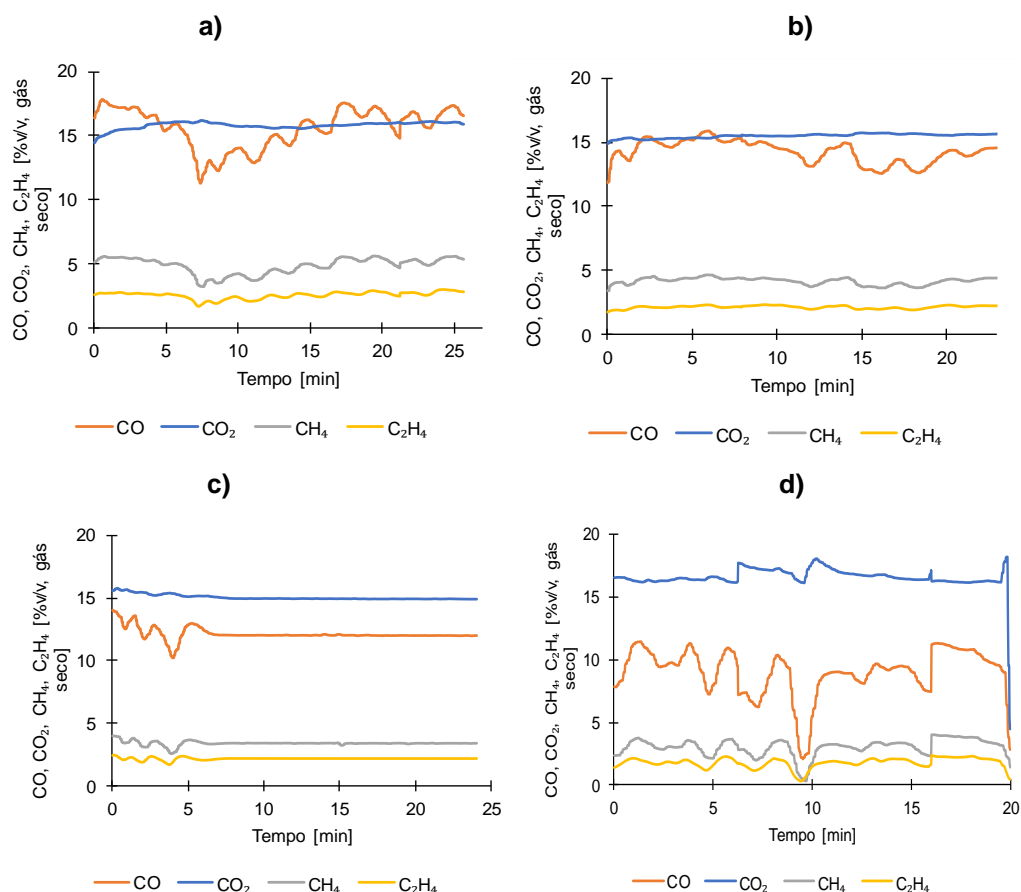 a)
CO, CO₂, CH₄, C₂H₄ [%v/v, gás
seco]
20
15
10
5
0
0 5 10 15 20 25
Tempo [min]
CO CO₂ CH₄ C₂H₄
b)
CO, CO₂, CH₄, C₂H₄ [%v/v, gás
seco]
20
15
10
5
0
0 5 10 15 20
Tempo [min]
CO CO₂ CH₄ C₂H₄
c)
CO, CO₂, CH₄, C₂H₄ [%v/v, gás
seco]
20
15
10
5
0
0 5 10 15 20 25
Tempo [min]
CO CO₂ CH₄ C₂H₄
d)
CO, CO₂, CH₄, C₂H₄ [%v/v, gás
seco]
20
15
10
5
0
0 5 10 15 20
Tempo [min]
CO CO₂ CH₄ C₂H₄